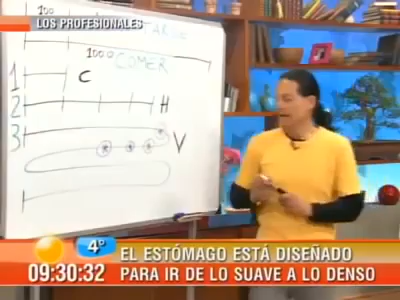 100
LOS PROFESIONALES
100
COMER
1
C
2
H
3
V
4°
EL ESTÓMAGO ESTÁ DISEÑADO
09:30:32
PARA IR DE LO SUAVE A LO DENSO